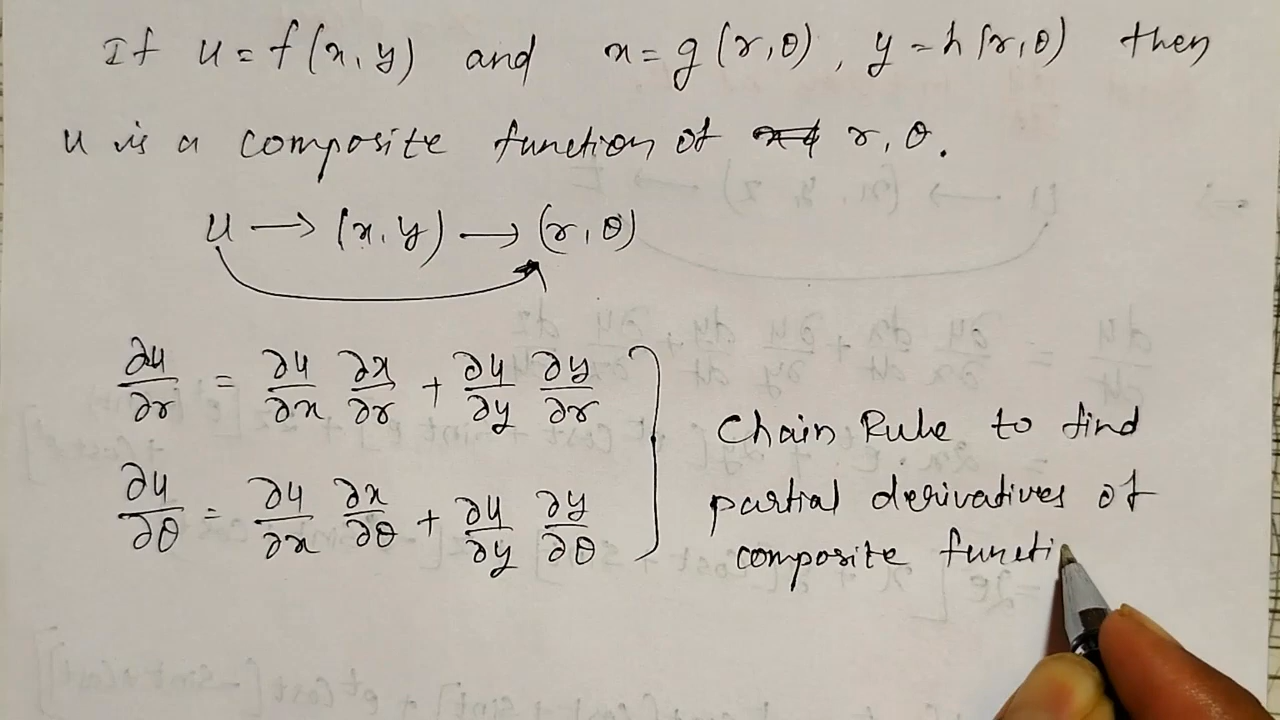 If u = f(x, y) and x = g(r, θ), y = h(r, θ) then
u is a composite function of r, θ.
u → (x, y) → (r, θ)
∂u/∂r = ∂u/∂x ∂x/∂r + ∂u/∂y ∂y/∂r
∂u/∂θ = ∂u/∂x ∂x/∂θ + ∂u/∂y ∂y/∂θ
Chain Rule to find
partial derivatives of
composite functi